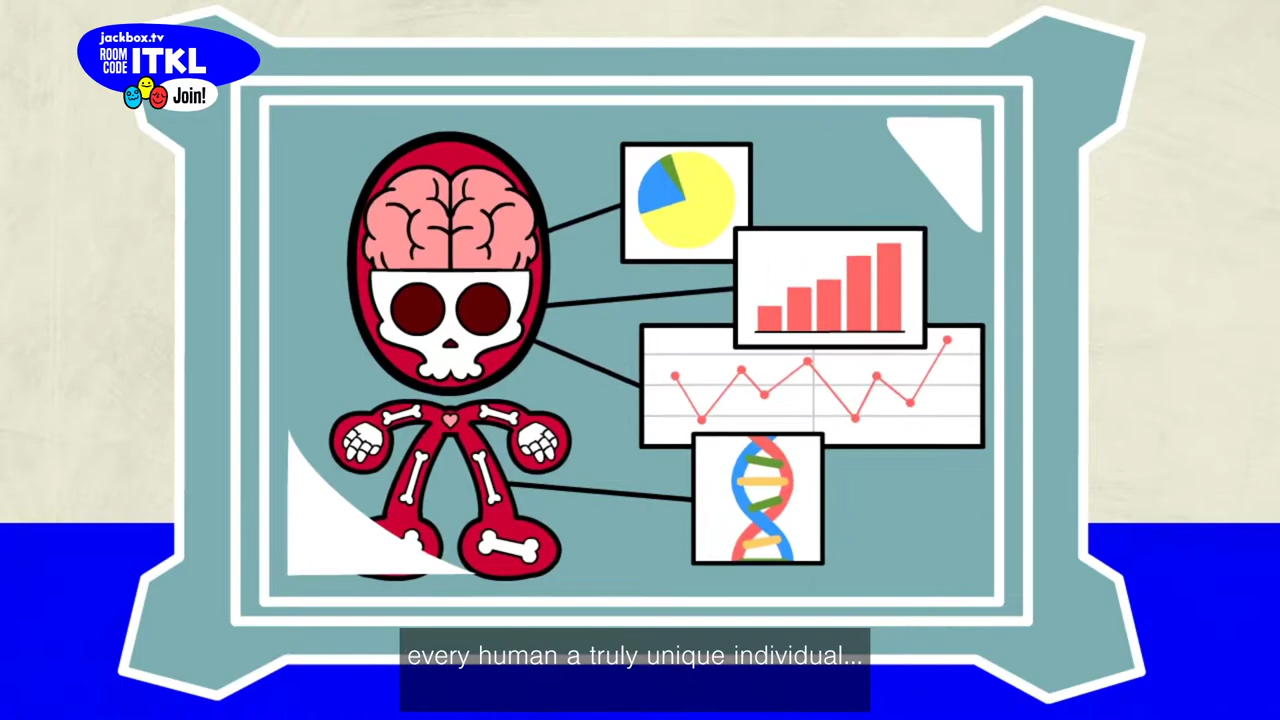 jackbox.tv
ROOM
CODE
ITKL
Join!
every human a truly unique individual...